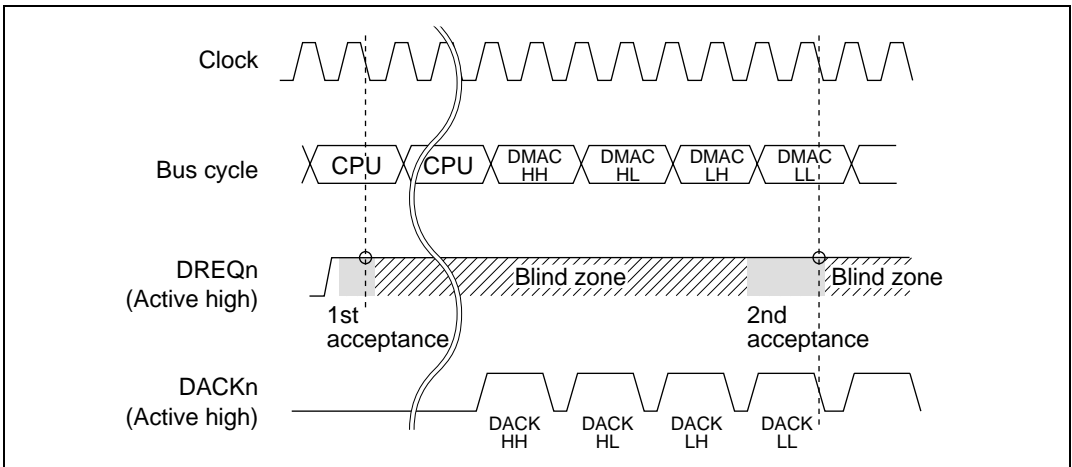 Clock
Bus cycle
CPU
CPU
DMAC
HH
DMAC
HL
DMAC
LH
DMAC
LL
DREQn
(Active high)
Blind zone
Blind zone
1st
acceptance
2nd
acceptance
DACKn
(Active high)
DACK
HH
DACK
HL
DACK
LH
DACK
LL